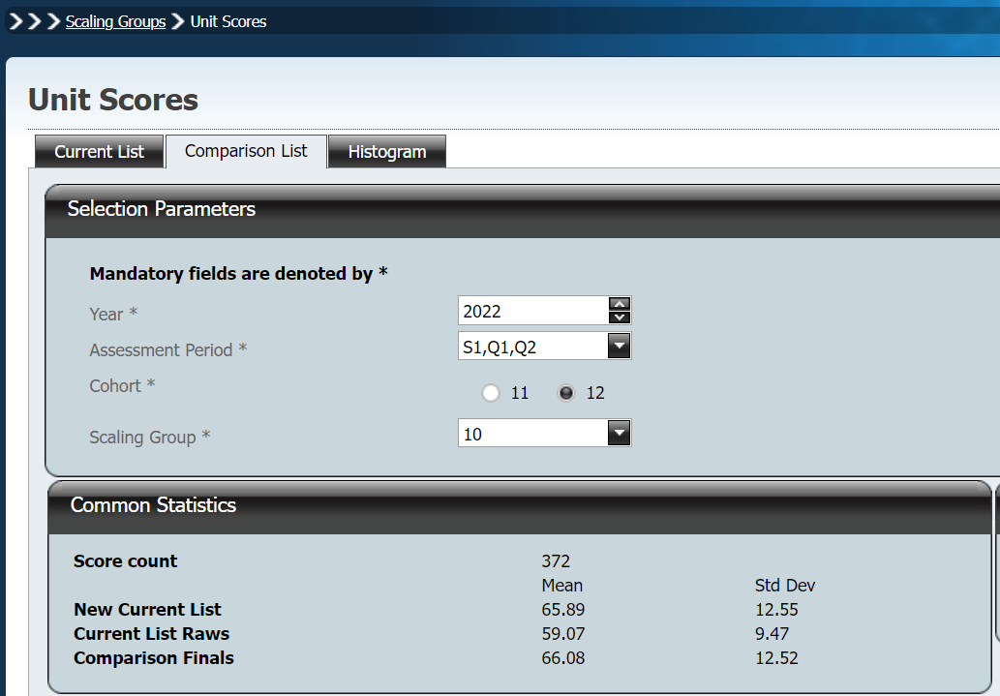 Scaling Groups Unit Scores
Unit Scores
Current List Comparison List Histogram
Selection Parameters
Mandatory fields are denoted by *
Year * 2022
Assessment Period * S1,Q1,Q2
Cohort * 11 12
Scaling Group * 10
Common Statistics
Score count 372
Mean Std Dev
New Current List 65.89 12.55
Current List Raws 59.07 9.47
Comparison Finals 66.08 12.52